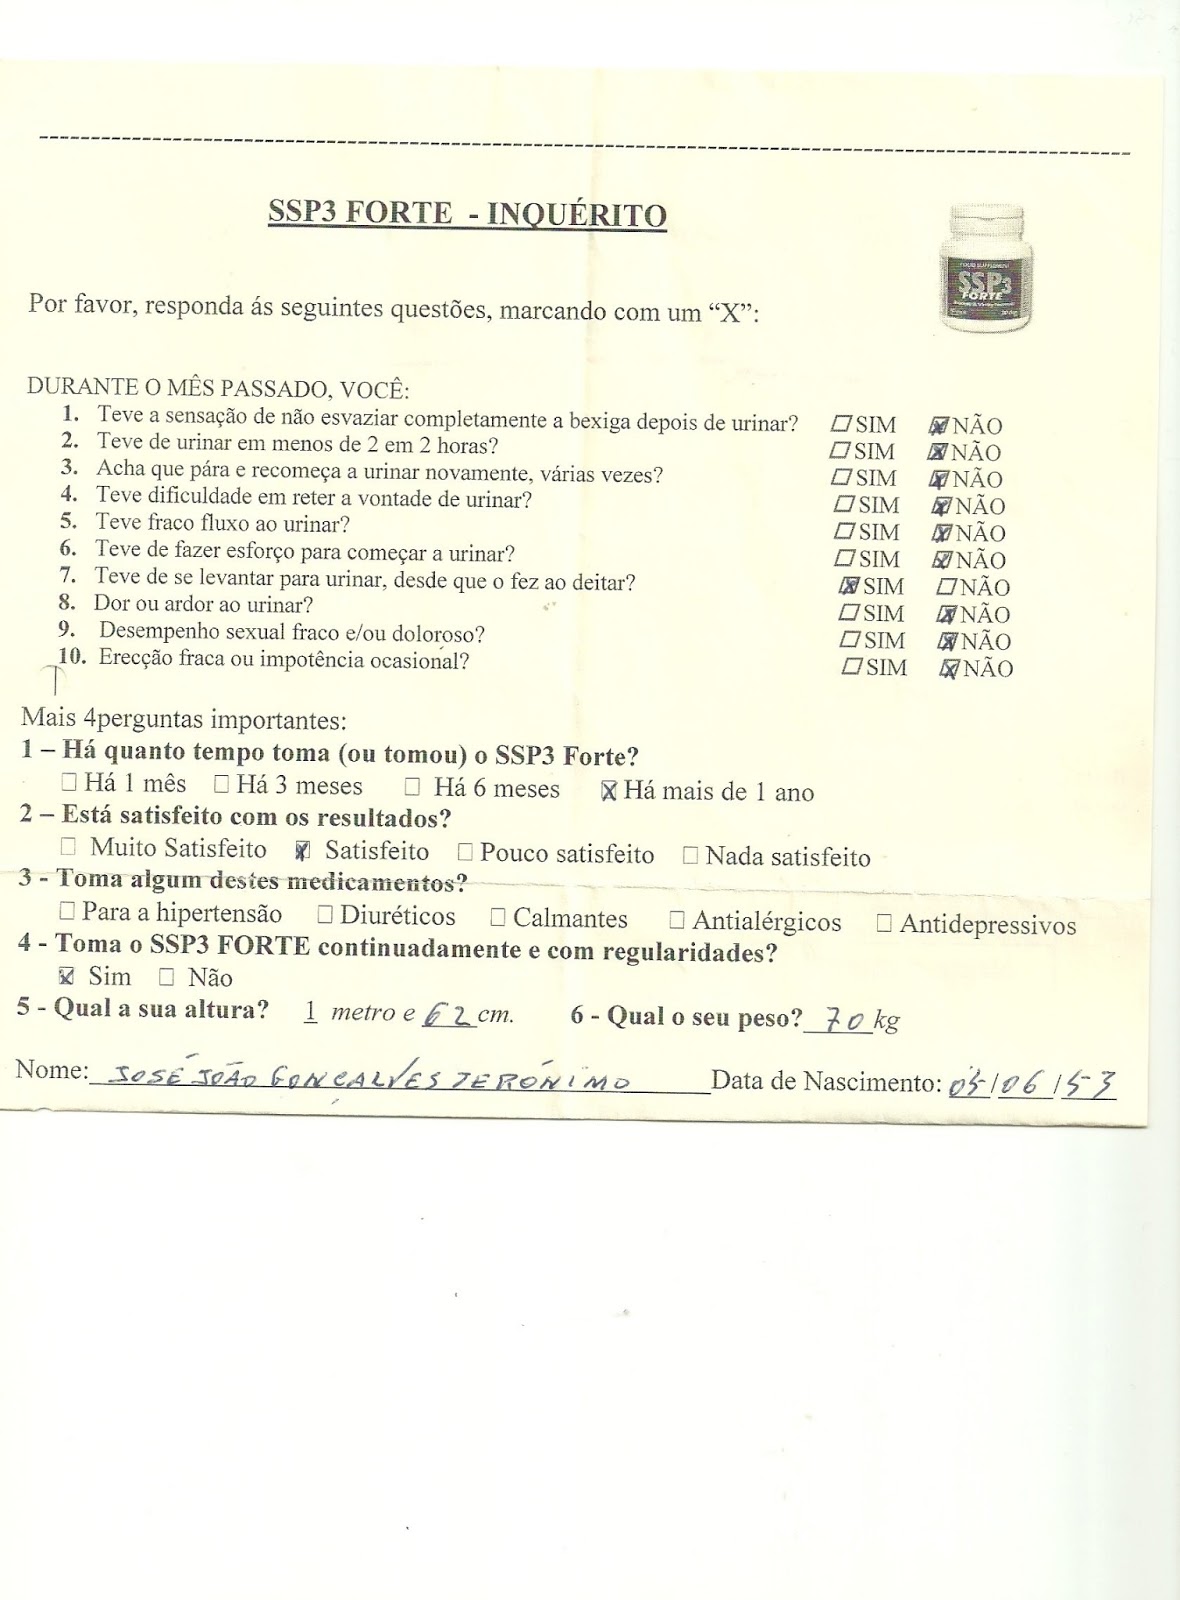 SSP3 FORTE - INQUÉRITO
SSP3
FORTE
Por favor, responda ás seguintes questões, marcando com um “X”:
DURANTE O MÊS PASSADO, VOCÊ:
1. Teve a sensação de não esvaziar completamente a bexiga depois de urinar? ☐SIM ☒NÃO
2. Teve de urinar em menos de 2 em 2 horas? ☐SIM ☒NÃO
3. Acha que pára e recomeça a urinar novamente, várias vezes? ☐SIM ☒NÃO
4. Teve dificuldade em reter a vontade de urinar? ☐SIM ☒NÃO
5. Teve fraco fluxo ao urinar? ☐SIM ☒NÃO
6. Teve de fazer esforço para começar a urinar? ☐SIM ☒NÃO
7. Teve de se levantar para urinar, desde que o fez ao deitar? ☒SIM ☐NÃO
8. Dor ou ardor ao urinar? ☐SIM ☒NÃO
9. Desempenho sexual fraco e/ou doloroso? ☐SIM ☒NÃO
10. Erecção fraca ou impotência ocasional? ☐SIM ☒NÃO
Mais 4perguntas importantes:
1 – Há quanto tempo toma (ou tomou) o SSP3 Forte?
☐ Há 1 mês ☐ Há 3 meses ☐ Há 6 meses ☒ Há mais de 1 ano
2 – Está satisfeito com os resultados?
☐ Muito Satisfeito ☒ Satisfeito ☐ Pouco satisfeito ☐ Nada satisfeito
3 - Toma algum destes medicamentos?
☐ Para a hipertensão ☐ Diuréticos ☐ Calmantes ☐ Antialérgicos ☐ Antidepressivos
4 - Toma o SSP3 FORTE continuadamente e com regularidades?
☒ Sim ☐ Não
5 - Qual a sua altura? 1 metro e 62 cm. 6 - Qual o seu peso? 70 kg
Nome: JOSÉ JOÃO GONÇALVES JERÓNIMO Data de Nascimento: 05/06/53